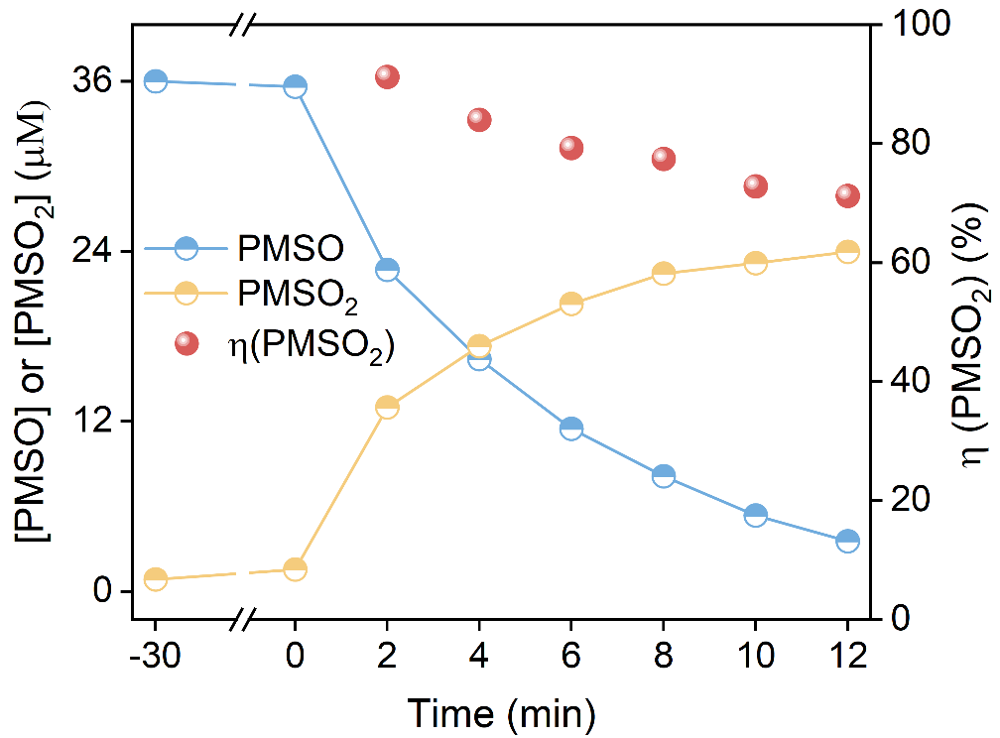 100
36
80
24
60
40
12
20
0
0
-30 0 2 4 6 8 10 12
Time (min)
[PMSO] or [PMSO₂] (μM)
η (PMSO₂) (%)
PMSO
PMSO₂
η(PMSO₂)